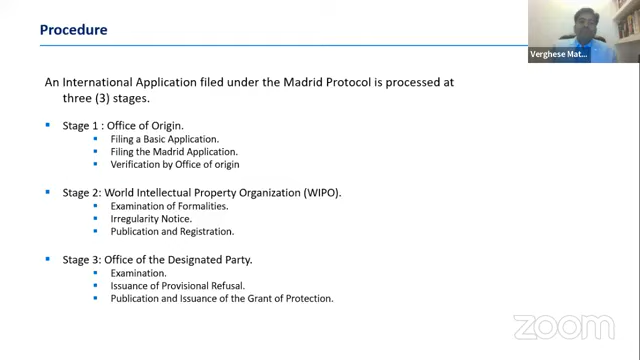 Procedure
An International Application filed under the Madrid Protocol is processed at
three (3) stages.
Stage 1 : Office of Origin.
Filing a Basic Application.
Filing the Madrid Application.
Verification by Office of origin
Stage 2: World Intellectual Property Organization (WIPO).
Examination of Formalities.
Irregularity Notice.
Publication and Registration.
Stage 3: Office of the Designated Party.
Examination.
Issuance of Provisional Refusal.
Publication and Issuance of the Grant of Protection.
Verghese Mat...
zoom